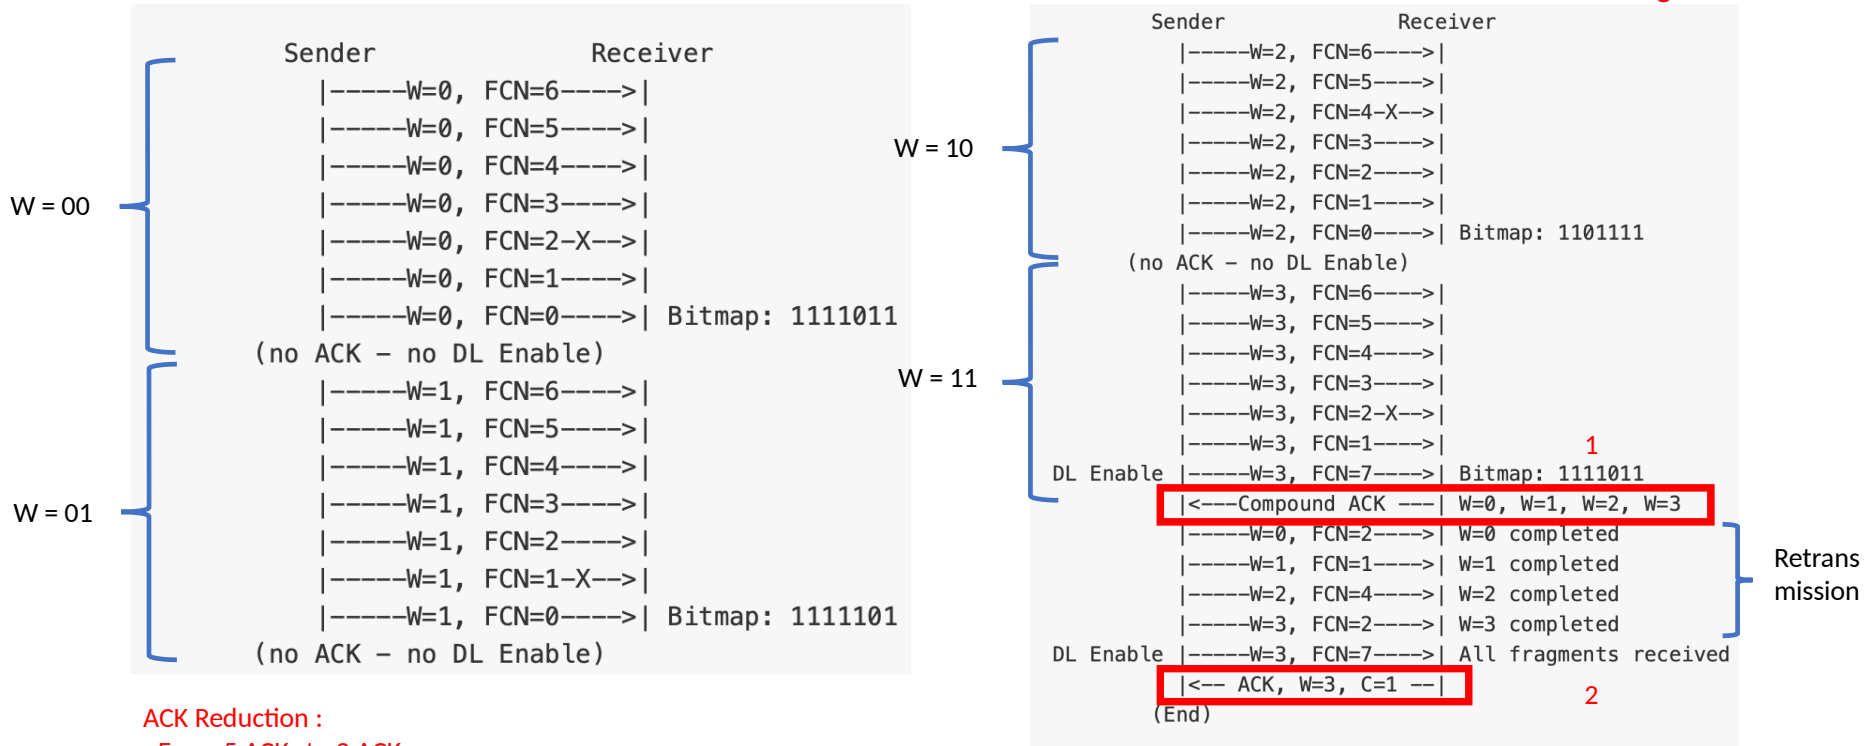 Sender Receiver
|-----W=0, FCN=6---->|
|-----W=0, FCN=5---->|
|-----W=0, FCN=4---->|
W = 00
|-----W=0, FCN=3---->|
|-----W=0, FCN=2-X-->|
|-----W=0, FCN=1---->|
|-----W=0, FCN=0---->| Bitmap: 1111011
(no ACK – no DL Enable)
|-----W=1, FCN=6---->|
|-----W=1, FCN=5---->|
|-----W=1, FCN=4---->|
W = 01
|-----W=1, FCN=3---->|
|-----W=1, FCN=2---->|
|-----W=1, FCN=1-X-->|
|-----W=1, FCN=0---->| Bitmap: 1111101
(no ACK – no DL Enable)
ACK Reduction :
Sender Receiver
|-----W=2, FCN=6---->|
|-----W=2, FCN=5---->|
|-----W=2, FCN=4-X-->|
W = 10
|-----W=2, FCN=3---->|
|-----W=2, FCN=2---->|
|-----W=2, FCN=1---->|
|-----W=2, FCN=0---->| Bitmap: 1101111
(no ACK – no DL Enable)
|-----W=3, FCN=6---->|
|-----W=3, FCN=5---->|
|-----W=3, FCN=4---->|
W = 11
|-----W=3, FCN=3---->|
|-----W=3, FCN=2-X-->|
|-----W=3, FCN=1---->|
1
DL Enable |-----W=3, FCN=7---->| Bitmap: 1111011
|<---Compound ACK ---| W=0, W=1, W=2, W=3
|-----W=0, FCN=2---->| W=0 completed
|-----W=1, FCN=1---->| W=1 completed
|-----W=2, FCN=4---->| W=2 completed
|-----W=3, FCN=2---->| W=3 completed
Retrans
mission
DL Enable |-----W=3, FCN=7---->| All fragments received
|<-- ACK, W=3, C=1 --|
2
(End)